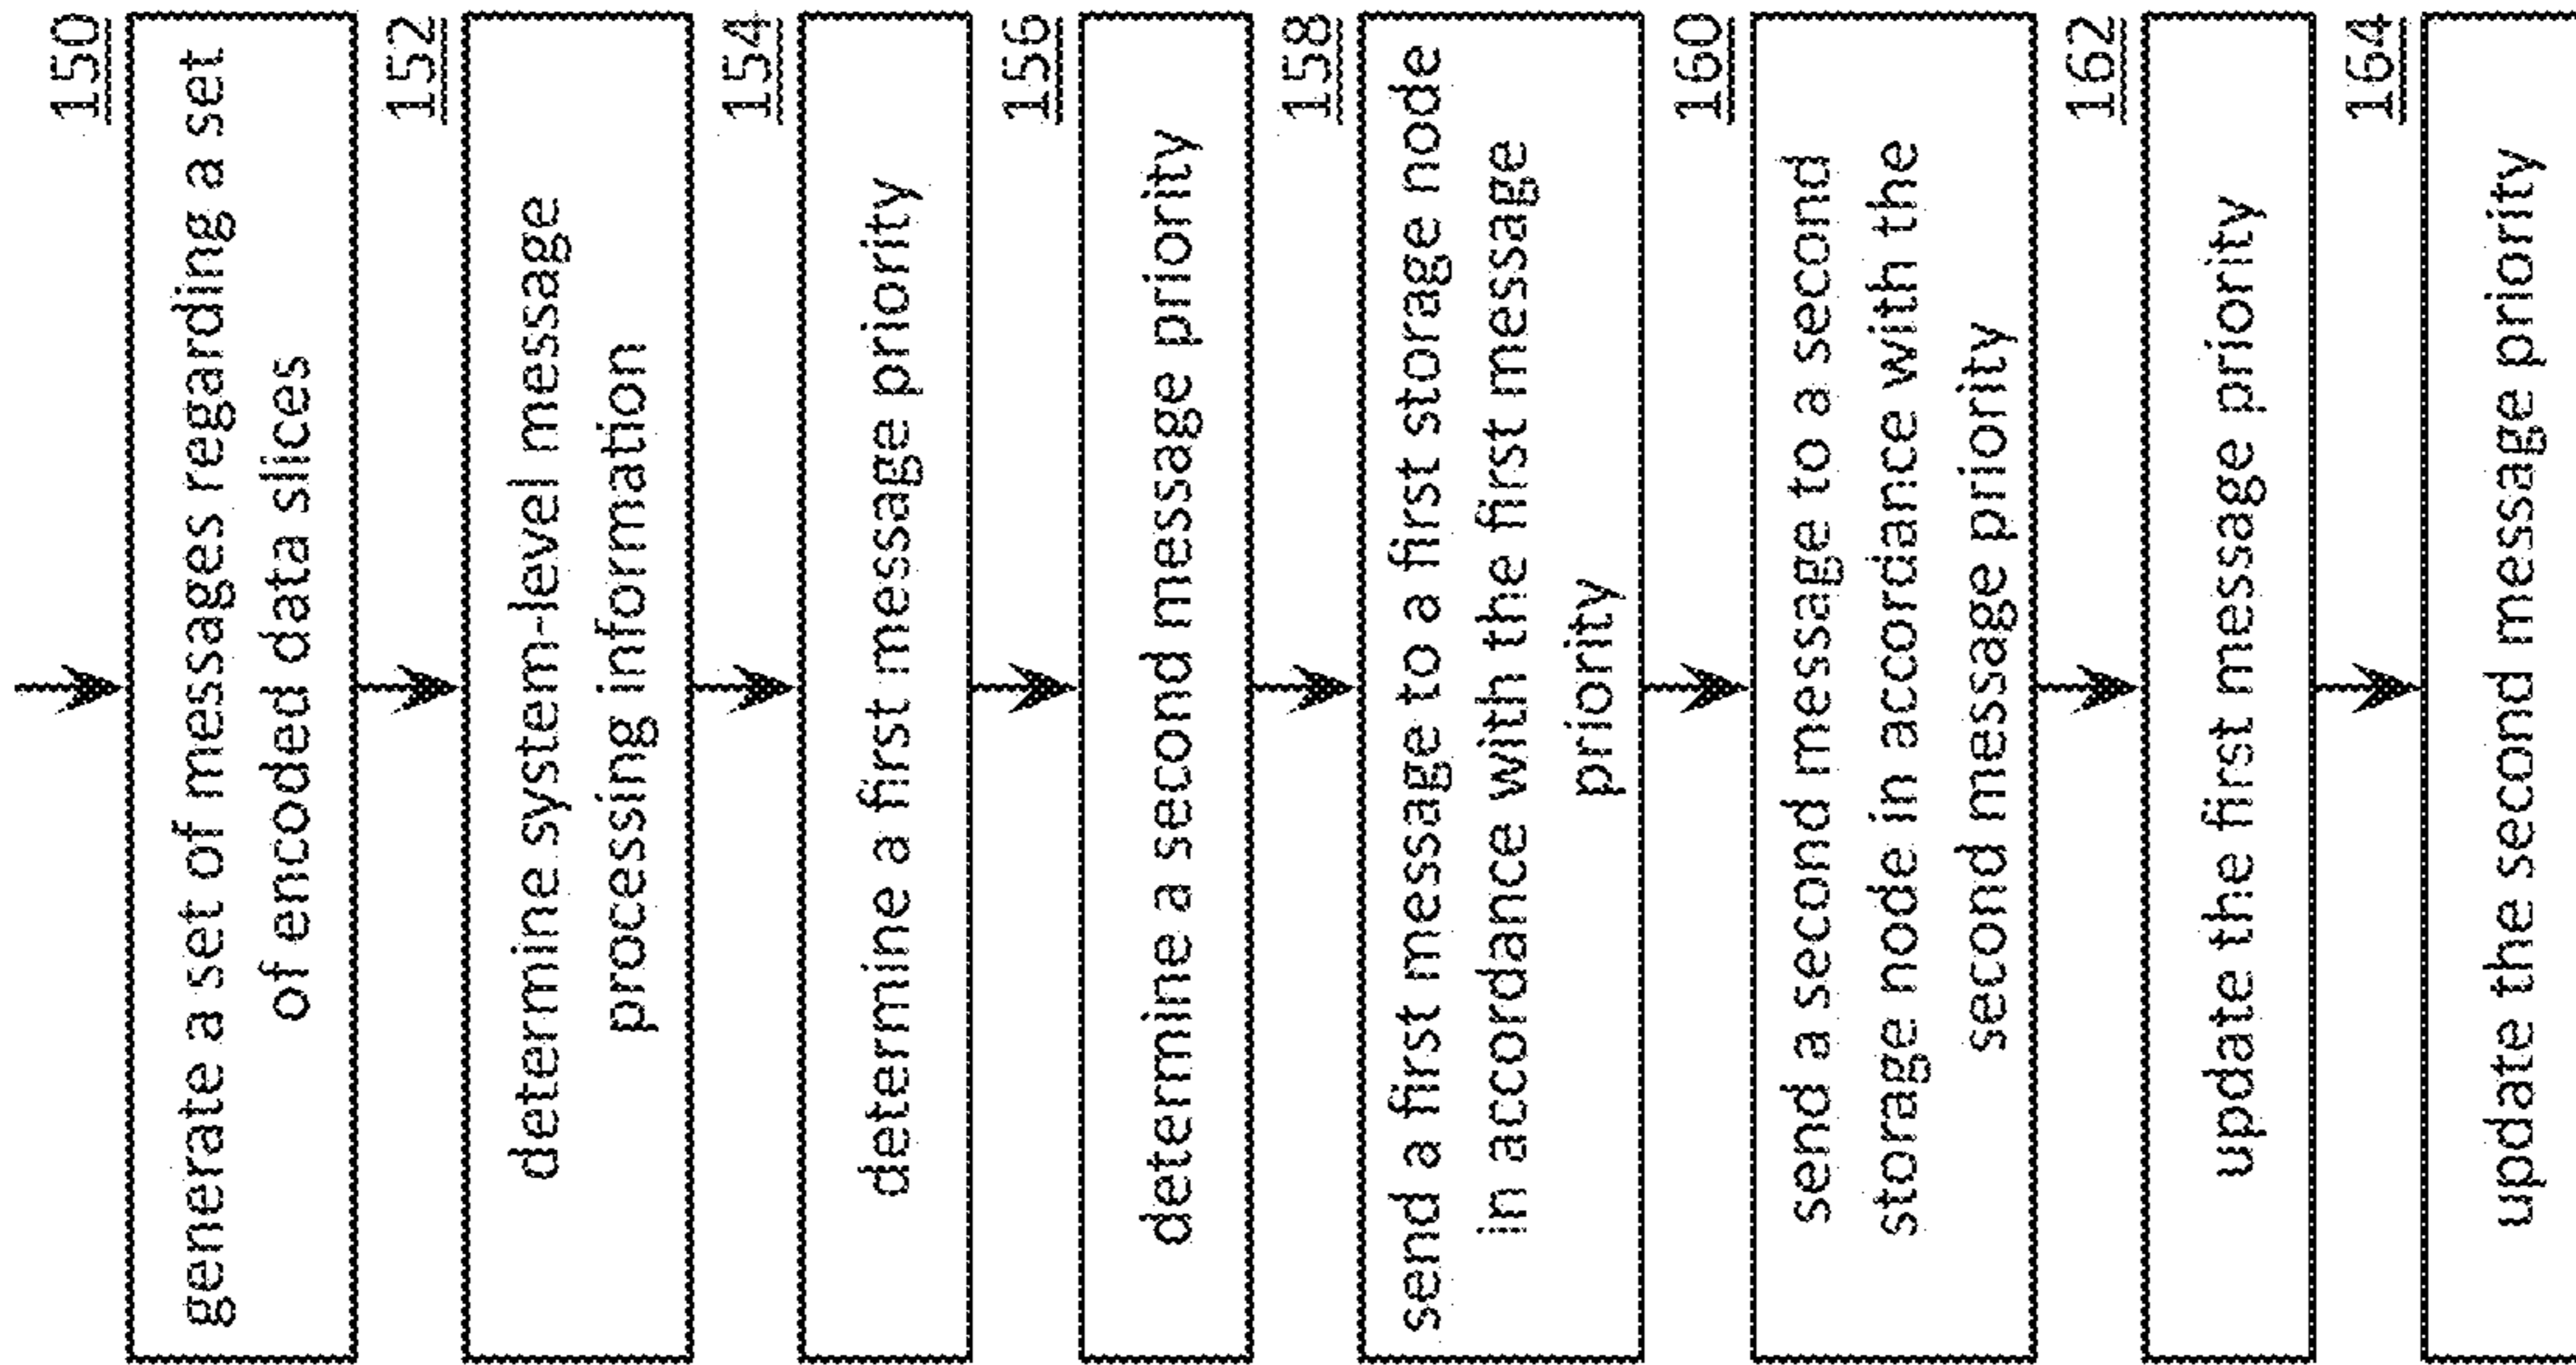 150
generate a set of messages regarding a set
of encoded data slices
152
determine system-level message
processing information
154
determine a first message priority
156
determine a second message priority
158
send a first message to a first storage node
in accordance with the first message
priority
160
send a second message to a second
storage node in accordance with the
second message priority
162
update the first message priority
164
update the second message priority